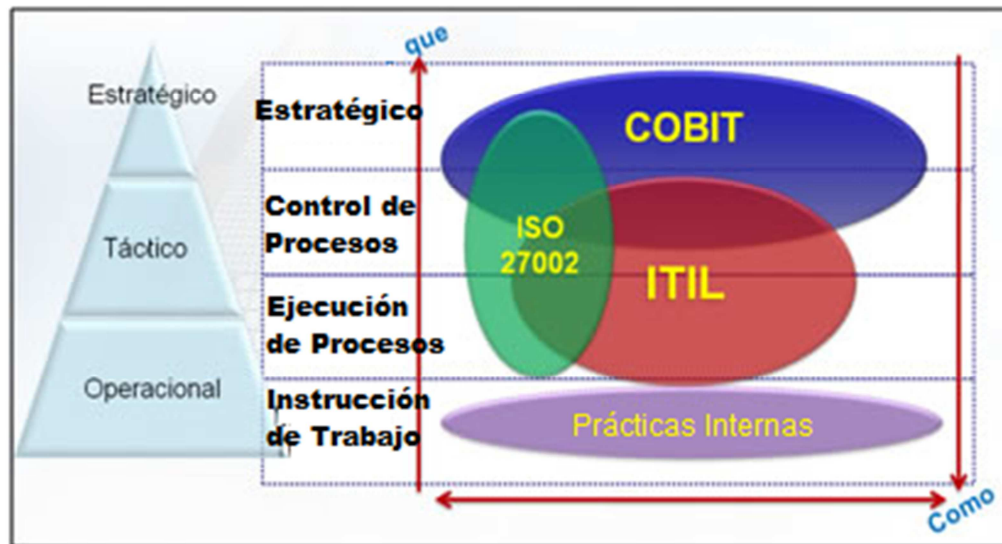 que
Estratégico
Táctico
Operacional
Estratégico
Control de
Procesos
Ejecución
de Procesos
Instrucción
de Trabajo
COBIT
ISO
27002
ITIL
Prácticas Internas
Como